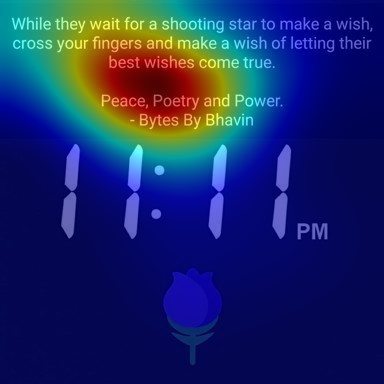 While they wait for a shooting star to make a wish,
cross your fingers and make a wish of letting their
best wishes come true.
Peace, Poetry and Power.
- Bytes By Bhavin
11:11 PM